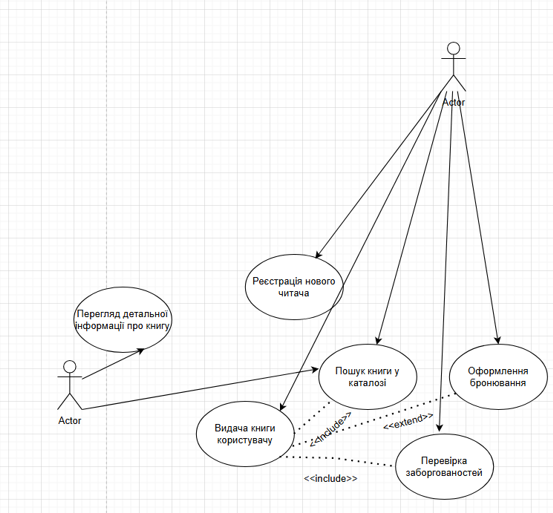 Actor
Реєстрація нового
читача
Перегляд детальної
інформації про книгу
Пошук книги у
каталозі
Оформлення
бронювання
Actor
Видача книги
користувачу
<<Include>>
<<extend>>
Перевірка
заборгованостей
<<include>>